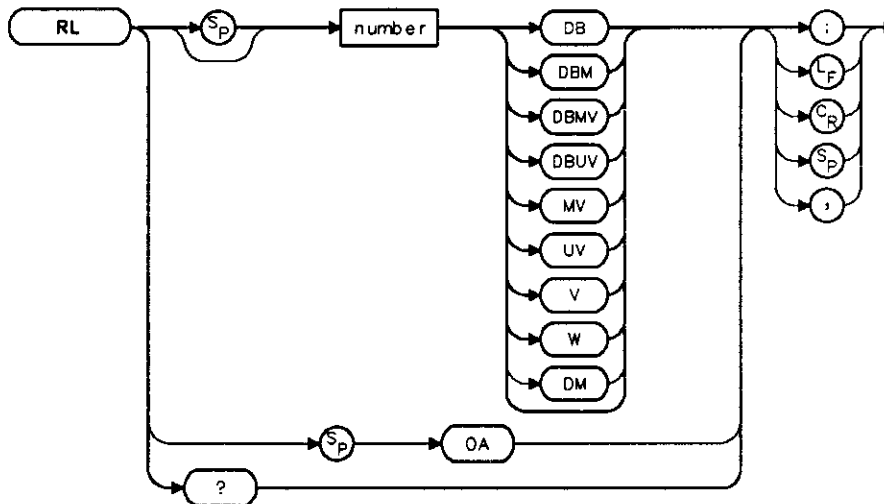 RL
SP
number
DB
DBM
DBMV
DBUV
MV
UV
V
W
DM
;
LF
CR
SP
,
SP
OA
?